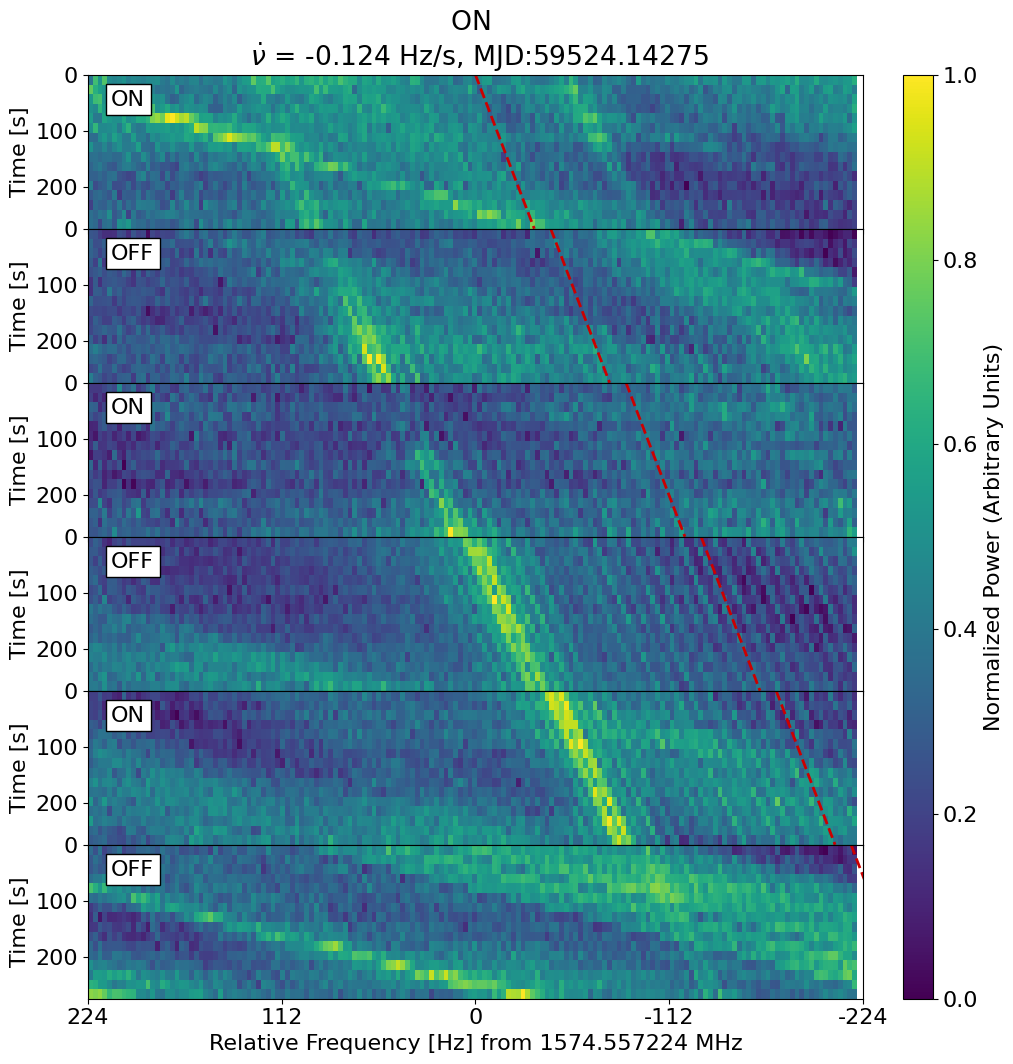 ON
ν̇ = -0.124 Hz/s, MJD:59524.14275
0
ON
100
Time [s]
200
0
OFF
100
Time [s]
200
0
ON
100
Time [s]
200
0
OFF
100
Time [s]
200
0
ON
100
Time [s]
200
0
OFF
100
Time [s]
200
224 112 0 -112 -224
Relative Frequency [Hz] from 1574.557224 MHz
1.0
0.8
0.6
0.4
0.2
0.0
Normalized Power (Arbitrary Units)